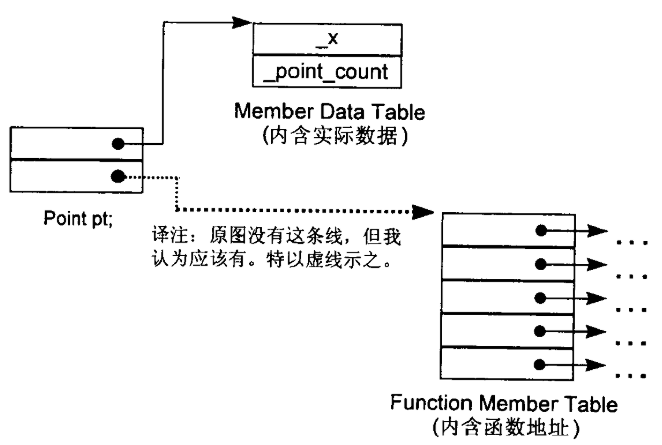 _x
_point_count
Member Data Table
(内含实际数据)
Point pt;
译注：原图没有这条线，但我
认为应该有。特以虚线示之。
...
...
...
...
...
Function Member Table
(内含函数地址)